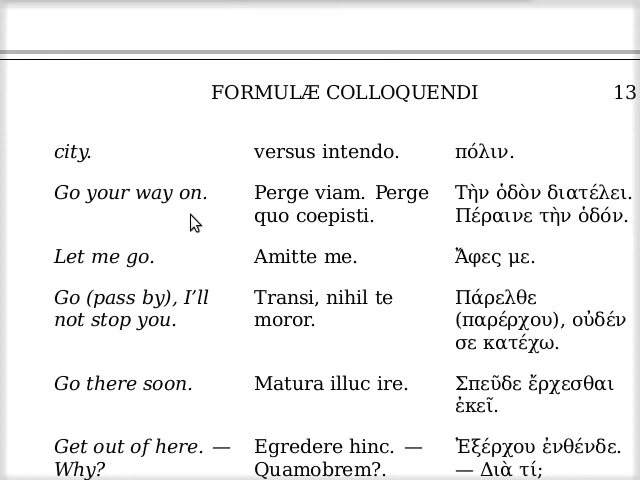 FORMULÆ COLLOQUENDI 13
city.
versus intendo.
πόλιν.
Go your way on.
Perge viam. Perge
quo coepisti.
Τὴν ὁδὸν διατέλει.
Πέραινε τὴν ὁδόν.
Let me go.
Amitte me.
Ἄφες με.
Go (pass by), I’ll
not stop you.
Transi, nihil te
moror.
Πάρελθε
(παρέρχου), οὐδέν
σε κατέχω.
Go there soon.
Matura illuc ire.
Σπεῦδε ἔρχεσθαι
ἐκεῖ.
Get out of here. —
Why?
Egredere hinc. —
Quamobrem?.
Ἐξέρχου ἐνθένδε.
— Διὰ τί;